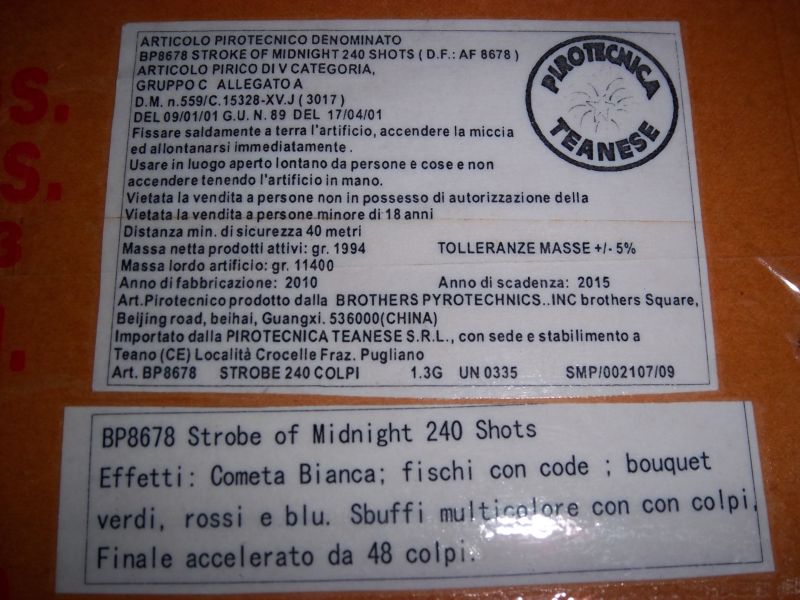 ARTICOLO PIROTECNICO DENOMINATO
BP8678 STROKE OF MIDNIGHT 240 SHOTS ( D.F.: AF 8678 )
ARTICOLO PIRICO DI V CATEGORIA,
GRUPPO C ALLEGATO A
D.M. n.559/C.15328-XV.J ( 3017 )
DEL 09/01/01 G.U. N. 89 DEL 17/04/01
Fissare saldamente a terra l'artificio, accendere la miccia
ed allontanarsi immediatamente .
Usare in luogo aperto lontano da persone e cose e non
accendere tenendo l'artificio in mano.
Vietata la vendita a persone non in possesso di autorizzazione della
Vietata la vendita a persone minore di 18 anni
Distanza min. di sicurezza 40 metri
Massa netta prodotti attivi: gr. 1994 TOLLERANZE MASSE +/- 5%
Massa lordo artificio: gr. 11400
Anno di fabbricazione: 2010 Anno di scadenza: 2015
Art.Pirotecnico prodotto dalla BROTHERS PYROTECHNICS..INC brothers Square,
Beijing road, beihai, Guangxi. 536000(CHINA)
Importato dalla PIROTECNICA TEANESE S.R.L., con sede e stabilimento a
Teano (CE) Località Crocelle Fraz. Pugliano
Art. BP8678 STROBE 240 COLPI 1.3G UN 0335 SMP/002107/09
PIROTECNICA
TEANESE
BP8678 Strobe of Midnight 240 Shots
Effetti: Cometa Bianca; fischi con code ; bouquet
verdi, rossi e blu. Sbuffi multicolore con con colpi,
Finale accelerato da 48 colpi.